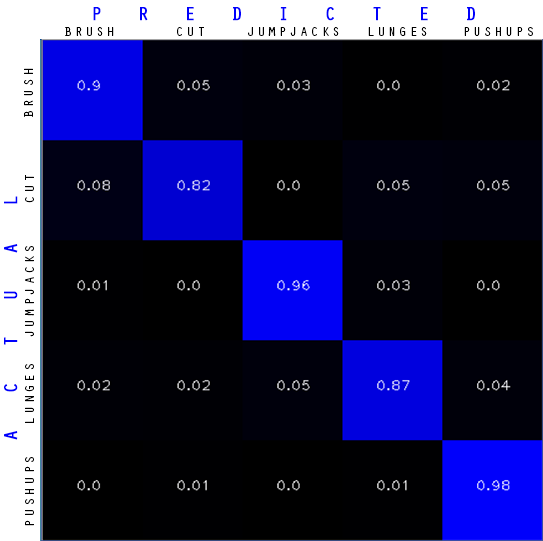 P R E D I C T E D
BRUSH CUT JUMPJACKS LUNGES PUSHUPS
A C T U A L
BRUSH 0.9 0.05 0.03 0.0 0.02
CUT 0.08 0.82 0.0 0.05 0.05
JUMPJACKS 0.01 0.0 0.96 0.03 0.0
LUNGES 0.02 0.02 0.05 0.87 0.04
PUSHUPS 0.0 0.01 0.0 0.01 0.98